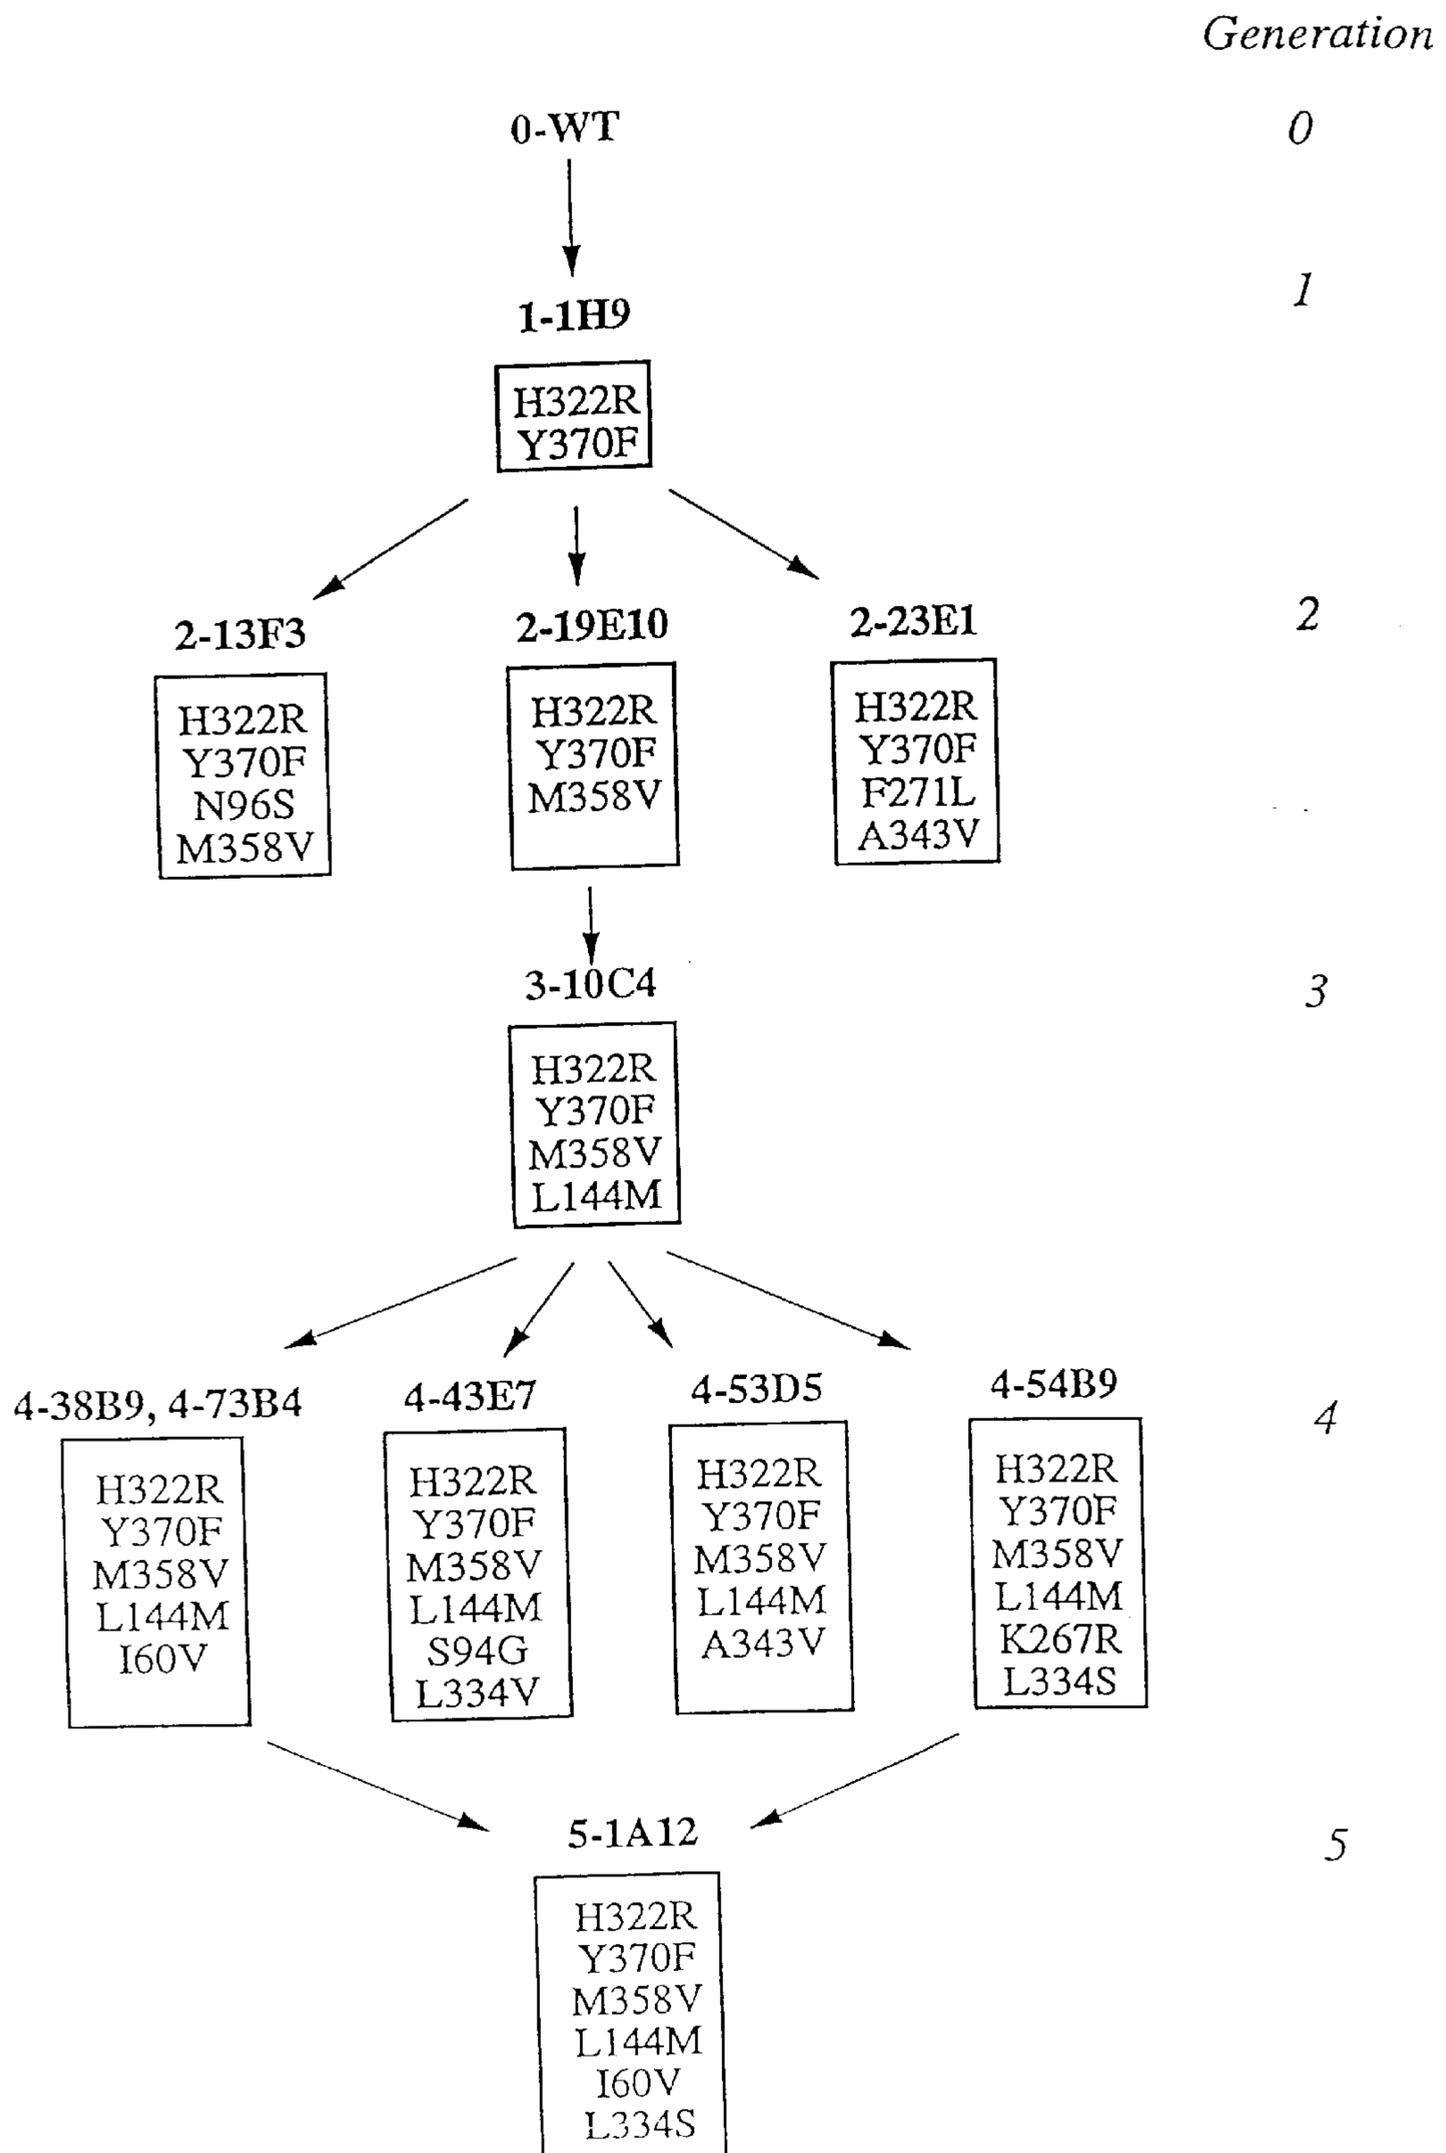 Generation
0-WT
0
1-1H9
1
H322R
Y370F
2-13F3
2-19E10
2-23E1
2
H322R
Y370F
N96S
M358V
H322R
Y370F
M358V
H322R
Y370F
F271L
A343V
3-10C4
3
H322R
Y370F
M358V
L144M
4-38B9, 4-73B4
4-43E7
4-53D5
4-54B9
4
H322R
Y370F
M358V
L144M
I60V
H322R
Y370F
M358V
L144M
S94G
L334V
H322R
Y370F
M358V
L144M
A343V
H322R
Y370F
M358V
L144M
K267R
L334S
5-1A12
5
H322R
Y370F
M358V
L144M
I60V
L334S